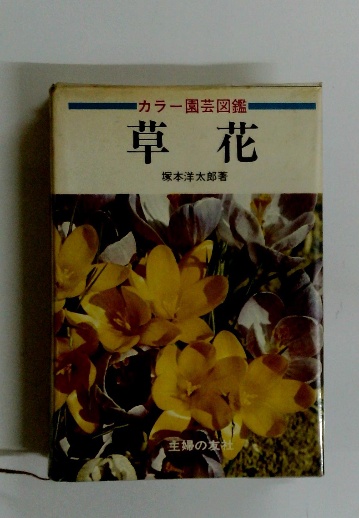 カラー園芸図鑑
草花
塚本洋太郎著
主婦の友社